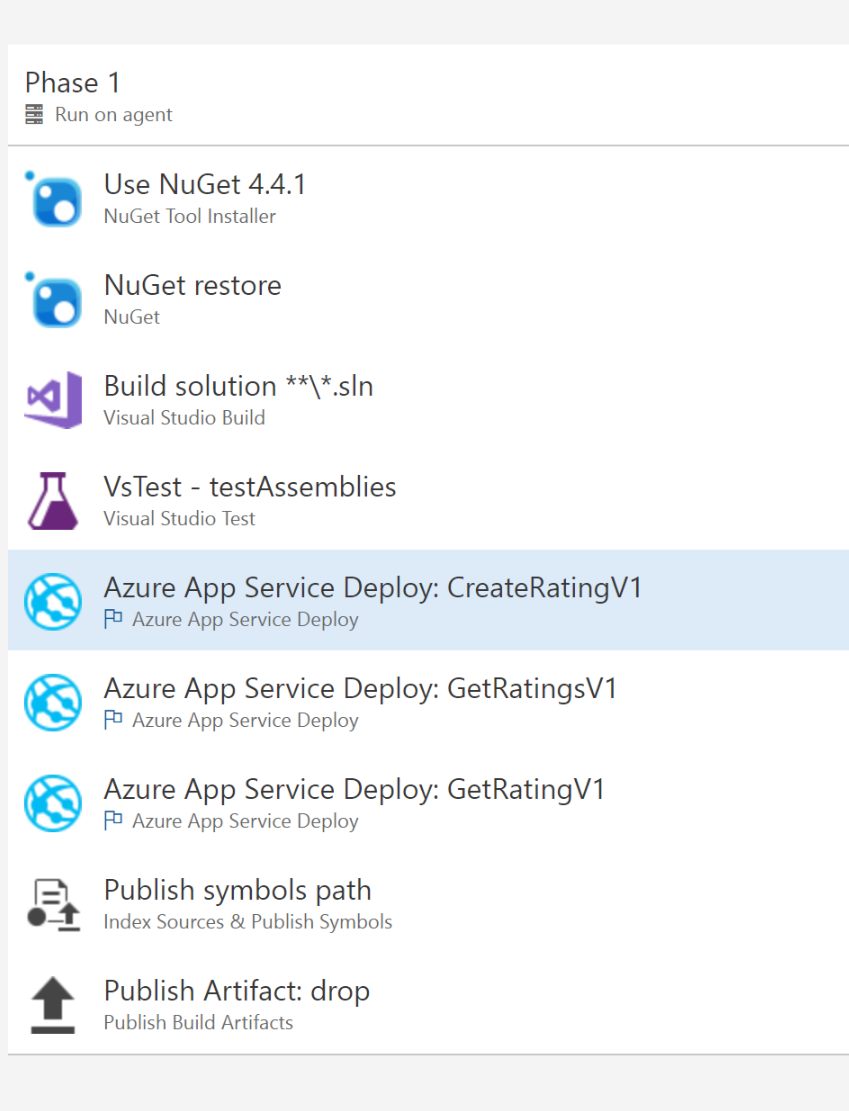 Phase 1
Run on agent
Use NuGet 4.4.1
NuGet Tool Installer
NuGet restore
NuGet
Build solution **\*.sln
Visual Studio Build
VsTest - testAssemblies
Visual Studio Test
Azure App Service Deploy: CreateRatingV1
Azure App Service Deploy
Azure App Service Deploy: GetRatingsV1
Azure App Service Deploy
Azure App Service Deploy: GetRatingV1
Azure App Service Deploy
Publish symbols path
Index Sources & Publish Symbols
Publish Artifact: drop
Publish Build Artifacts